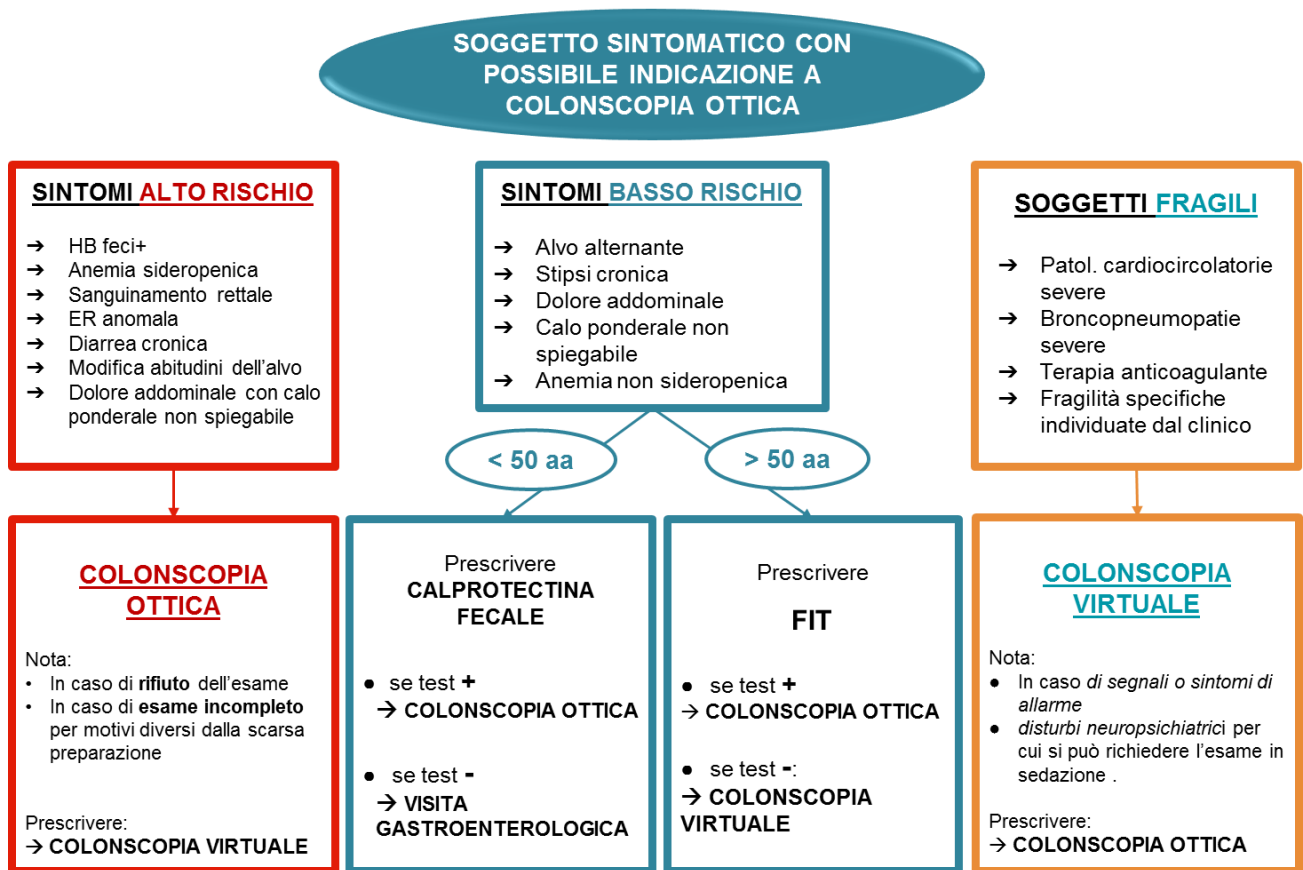 SOGGETTO SINTOMATICO CON
POSSIBILE INDICAZIONE A
COLONSCOPIA OTTICA
SINTOMI ALTO RISCHIO
➔ HB feci+
➔ Anemia sideropenica
➔ Sanguinamento rettale
➔ ER anomala
➔ Diarrea cronica
➔ Modifica abitudini dell'alvo
➔ Dolore addominale con calo
ponderale non spiegabile
SINTOMI BASSO RISCHIO
➔ Alvo alternante
➔ Stipsi cronica
➔ Dolore addominale
➔ Calo ponderale non
spiegabile
➔ Anemia non sideropenica
SOGGETTI FRAGILI
➔ Patol. cardiocircolatorie
severe
➔ Broncopneumopatie
severe
➔ Terapia anticoagulante
➔ Fragilità specifiche
individuate dal clinico
< 50 aa
> 50 aa
COLONSCOPIA
OTTICA
Nota:
• In caso di rifiuto dell'esame
• In caso di esame incompleto
per motivi diversi dalla scarsa
preparazione
Prescrivere:
→ COLONSCOPIA VIRTUALE
Prescrivere
CALPROTECTINA
FECALE
● se test +
→ COLONSCOPIA OTTICA
● se test -
→ VISITA
GASTROENTEROLOGICA
Prescrivere
FIT
● se test +
→ COLONSCOPIA OTTICA
● se test -:
→ COLONSCOPIA
VIRTUALE
COLONSCOPIA
VIRTUALE
Nota:
● In caso di segnali o sintomi di
allarme
● disturbi neuropsichiatrici per
cui si può richiedere l'esame in
sedazione .
Prescrivere:
→ COLONSCOPIA OTTICA